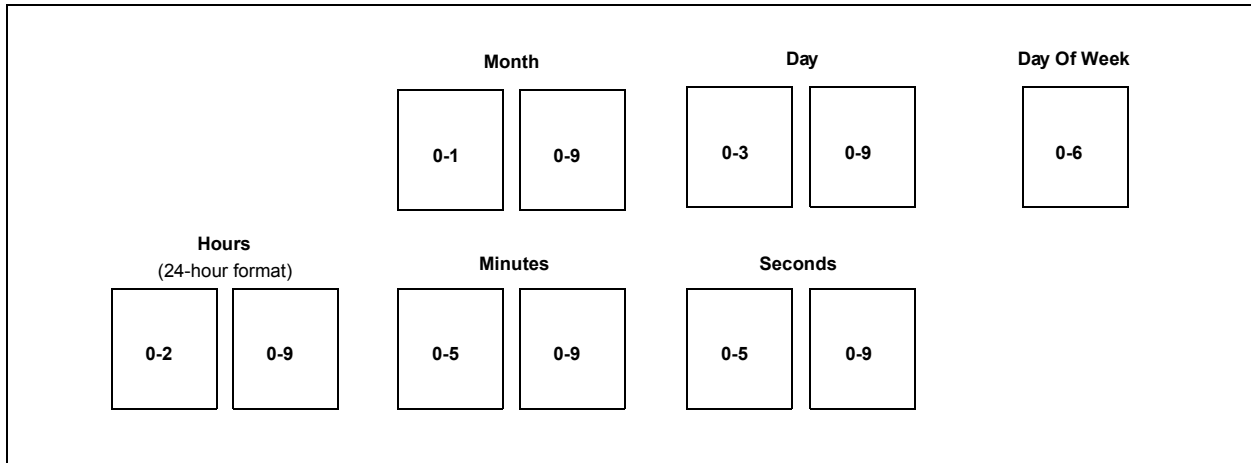 Month Day Day Of Week
0-1 0-9 0-3 0-9 0-6
Hours
(24-hour format)
Minutes Seconds
0-2 0-9 0-5 0-9 0-5 0-9